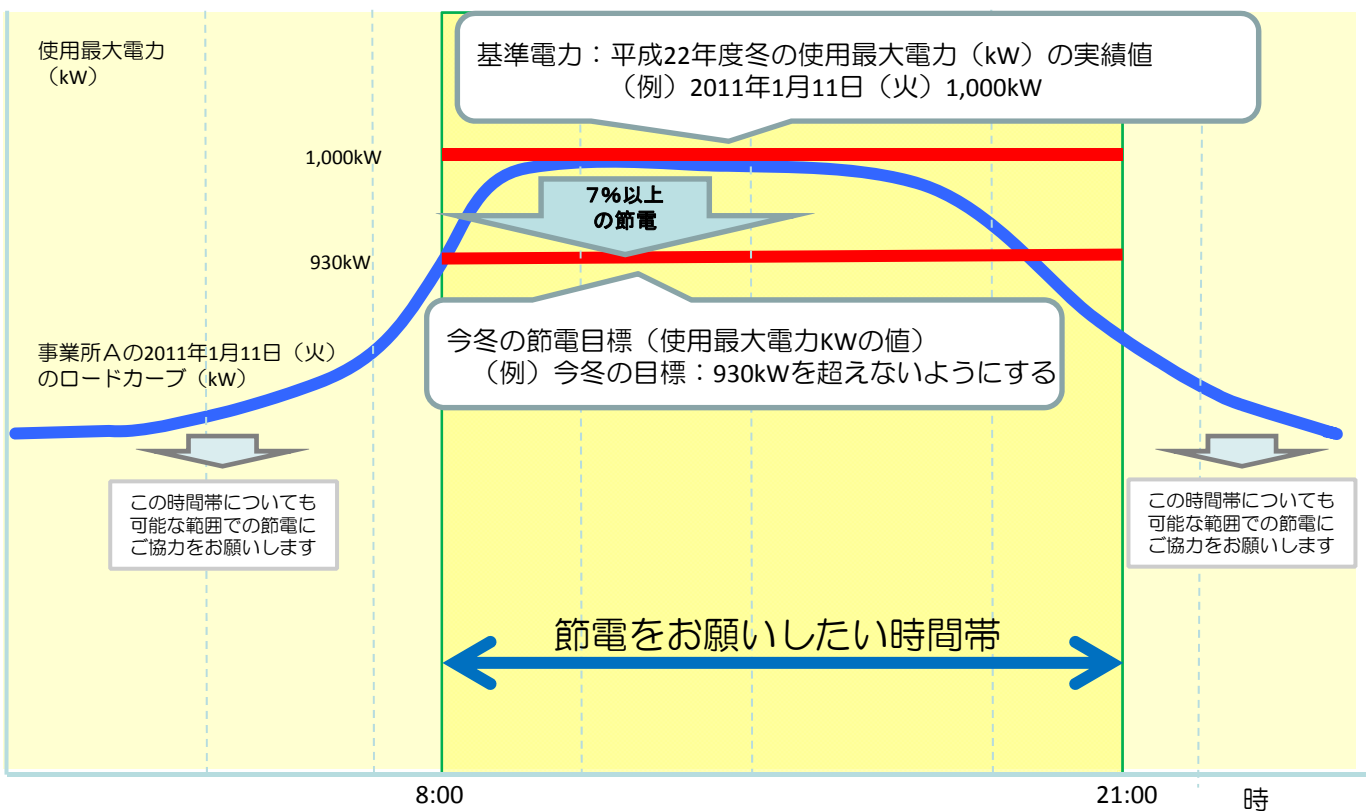 使用最大電力
(kW)
基準電力：平成22年度冬の使用最大電力（kW）の実績値
（例）2011年1月11日（火）1,000kW
1,000kW
7%以上
の節電
930kW
今冬の節電目標（使用最大電力KWの値）
（例）今冬の目標：930kWを超えないようにする
事業所Ａの2011年1月11日（火）
のロードカーブ（kW）
この時間帯についても
可能な範囲での節電に
ご協力をお願いします
この時間帯についても
可能な範囲での節電に
ご協力をお願いします
節電をお願いしたい時間帯
8:00
21:00
時